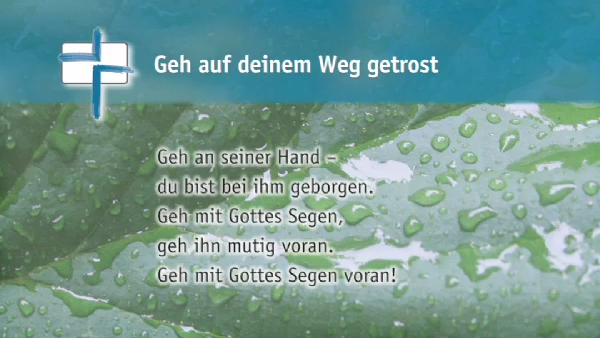 Geh auf deinem Weg getrost
Geh an seiner Hand –
du bist bei ihm geborgen.
Geh mit Gottes Segen,
geh ihn mutig voran.
Geh mit Gottes Segen voran!